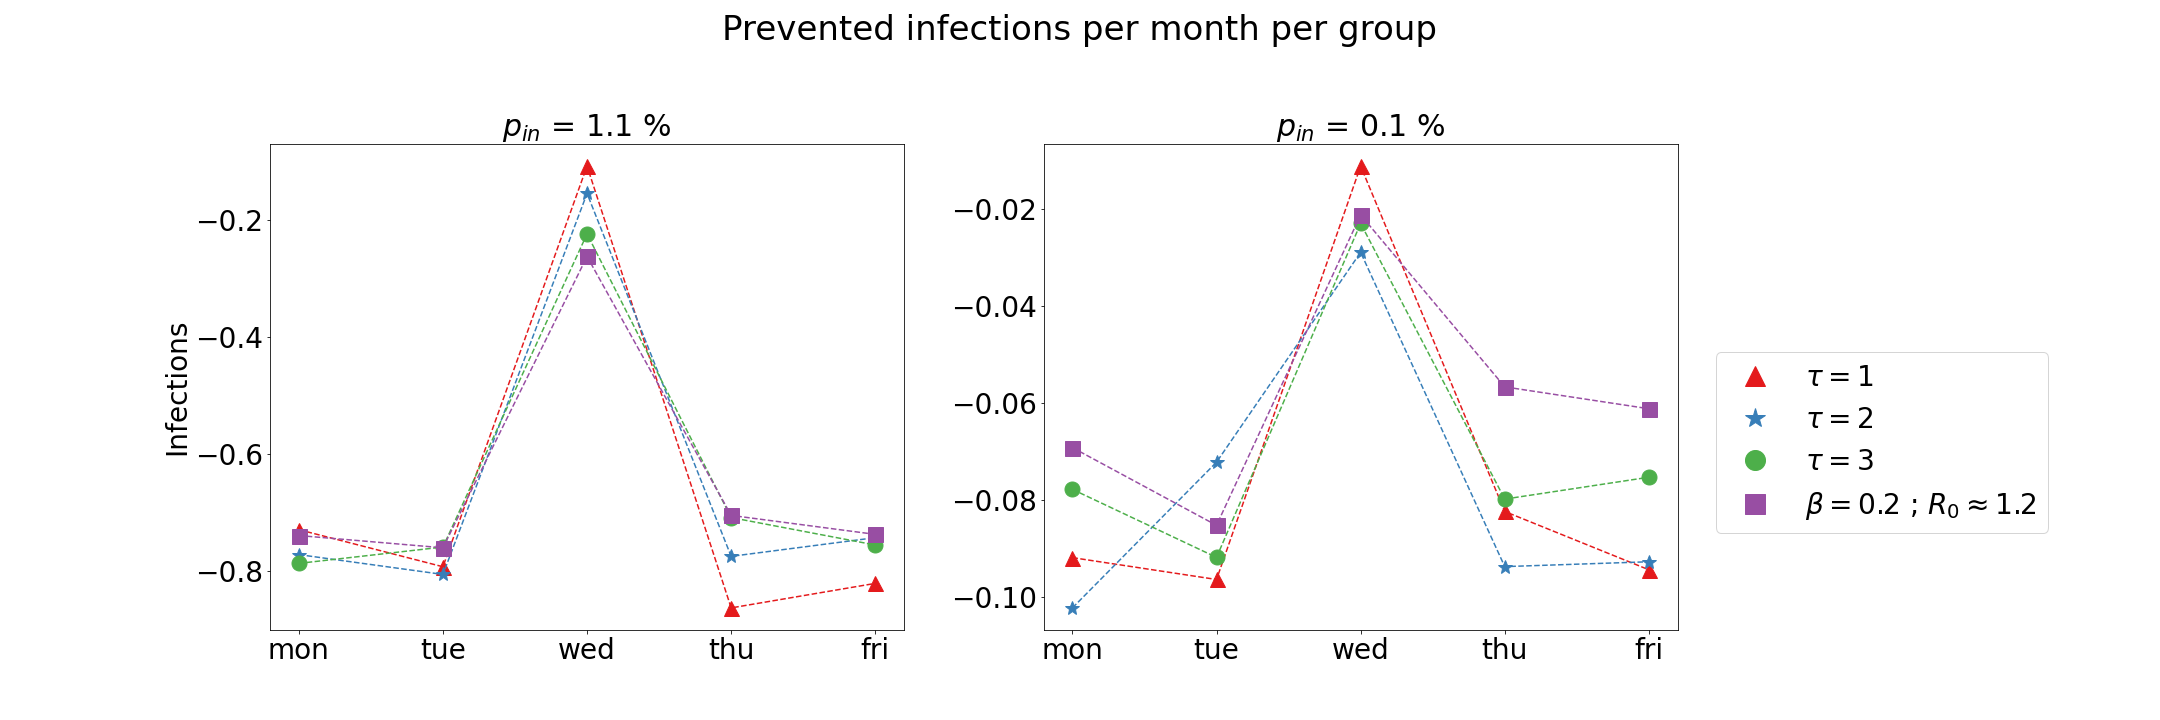 Prevented infections per month per group
p_in = 1.1 %
p_in = 0.1 %
Infections
−0.2
−0.4
−0.6
−0.8
mon tue wed thu fri
−0.02
−0.04
−0.06
−0.08
−0.10
mon tue wed thu fri
τ = 1
τ = 2
τ = 3
β = 0.2 ; R₀ ≈ 1.2